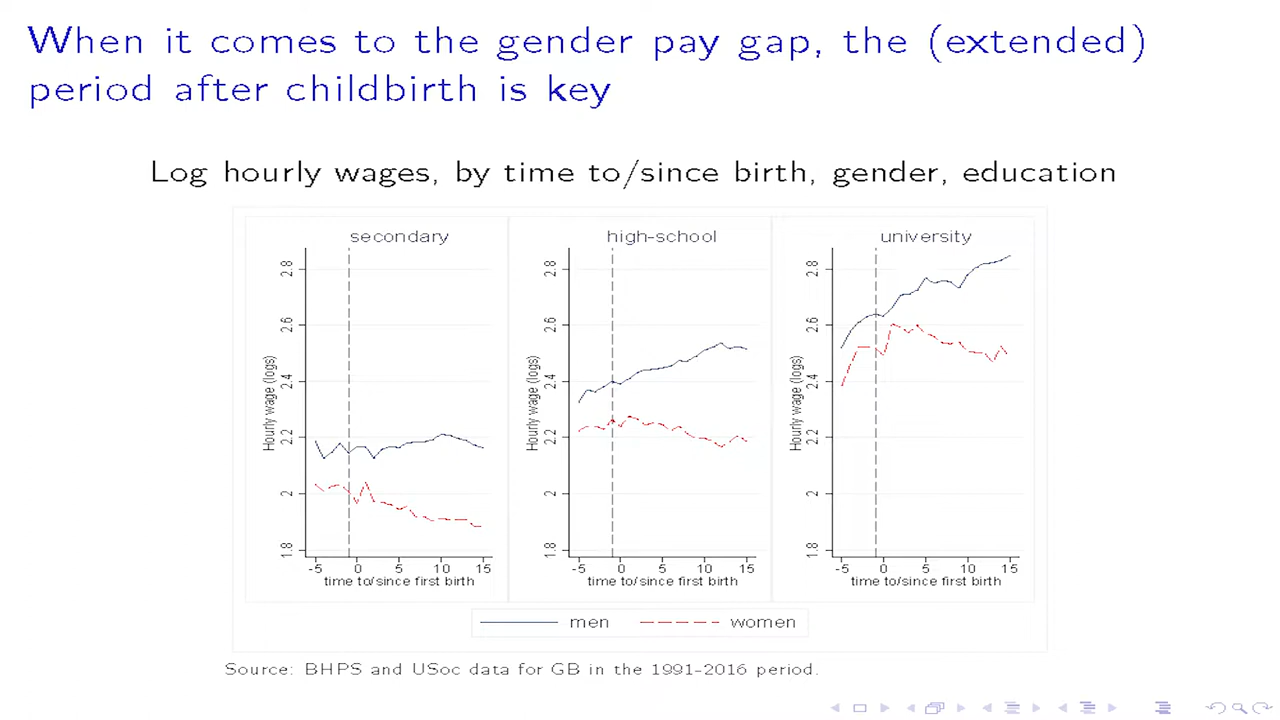 When it comes to the gender pay gap, the (extended)
period after childbirth is key
Log hourly wages, by time to/since birth, gender, education
secondary
2.8
2.6
2.4
2.2
2
1.8
Hourly wage (logs)
-5 0 5 10 15
time to/since first birth
high-school
2.8
2.6
2.4
2.2
2
1.8
Hourly wage (logs)
-5 0 5 10 15
time to/since first birth
university
2.8
2.6
2.4
2.2
2
1.8
Hourly wage (logs)
-5 0 5 10 15
time to/since first birth
men women
Source: BHPS and USoc data for GB in the 1991-2016 period.